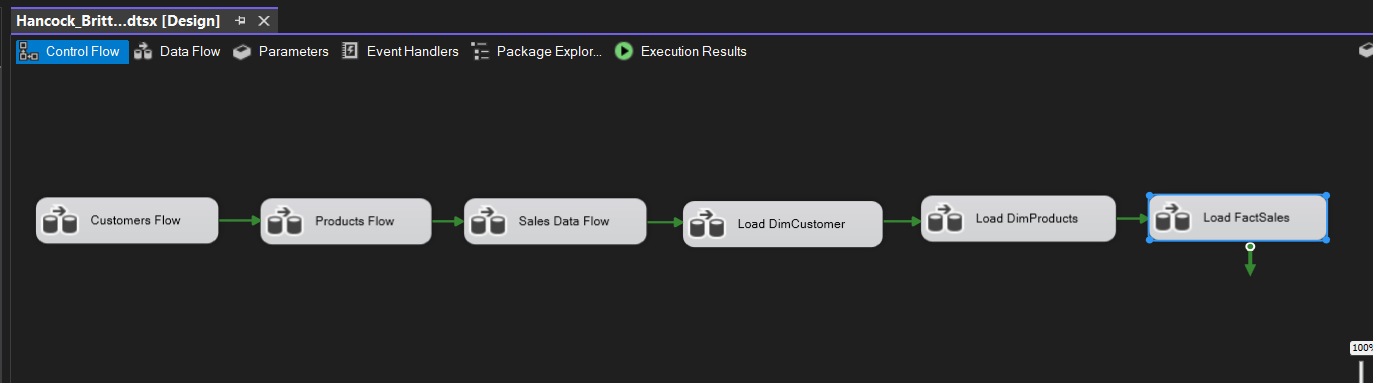 Hancock_Britt...dtsx [Design]
Control Flow Data Flow Parameters Event Handlers Package Explor... Execution Results
Customers Flow Products Flow Sales Data Flow Load DimCustomer Load DimProducts Load FactSales
100%